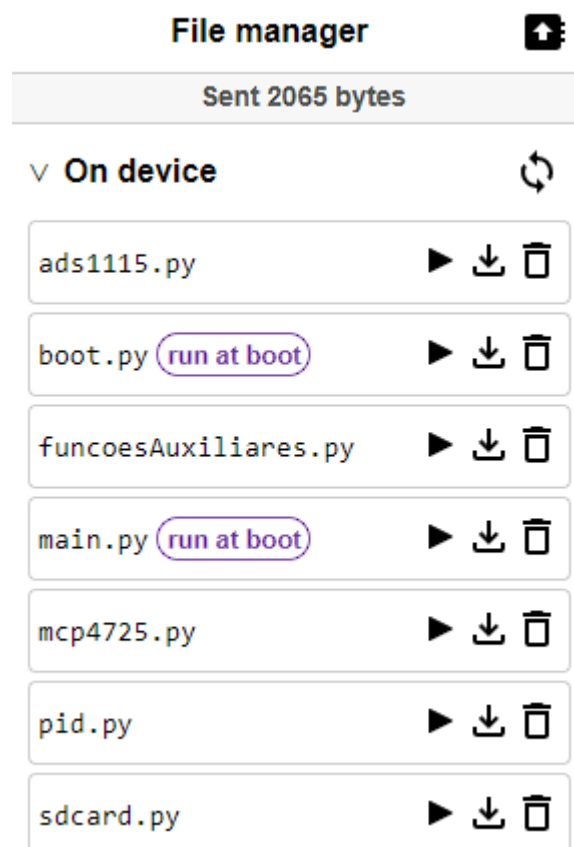 File manager
Sent 2065 bytes
On device
ads1115.py
boot.py run at boot
funcoesAuxiliares.py
main.py run at boot
mcp4725.py
pid.py
sdcard.py